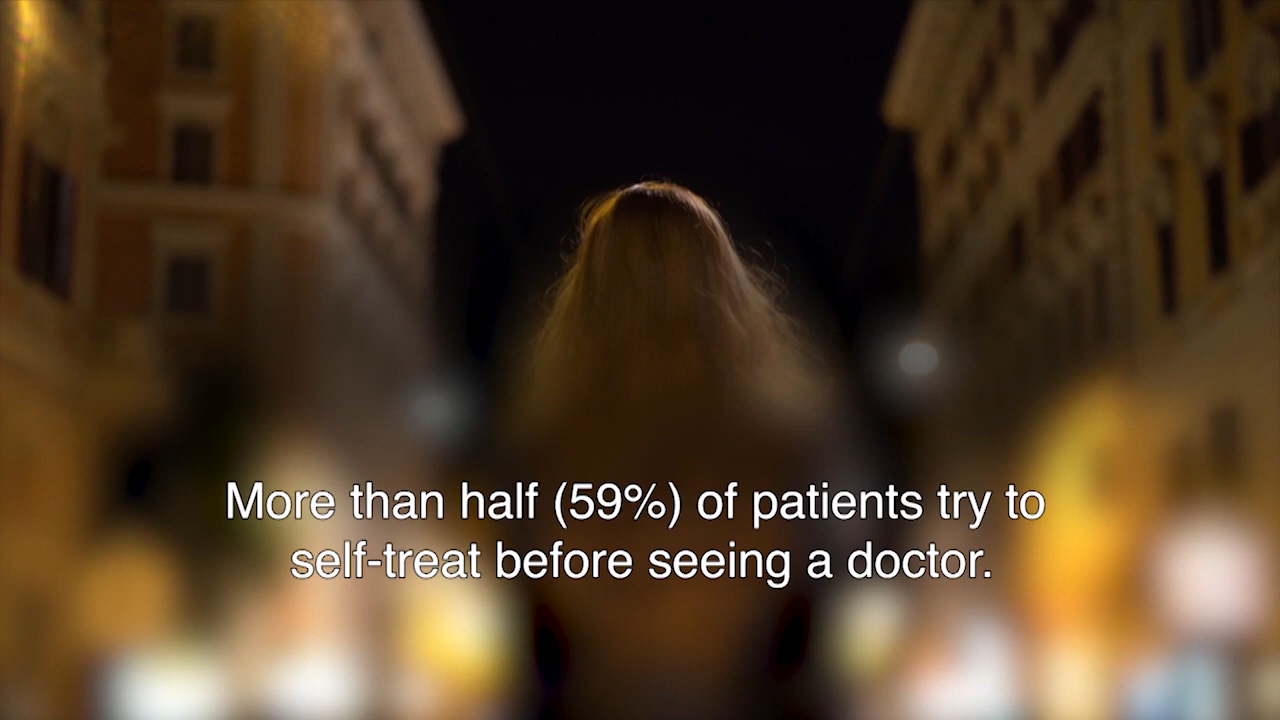 More than half (59%) of patients try to
self-treat before seeing a doctor.